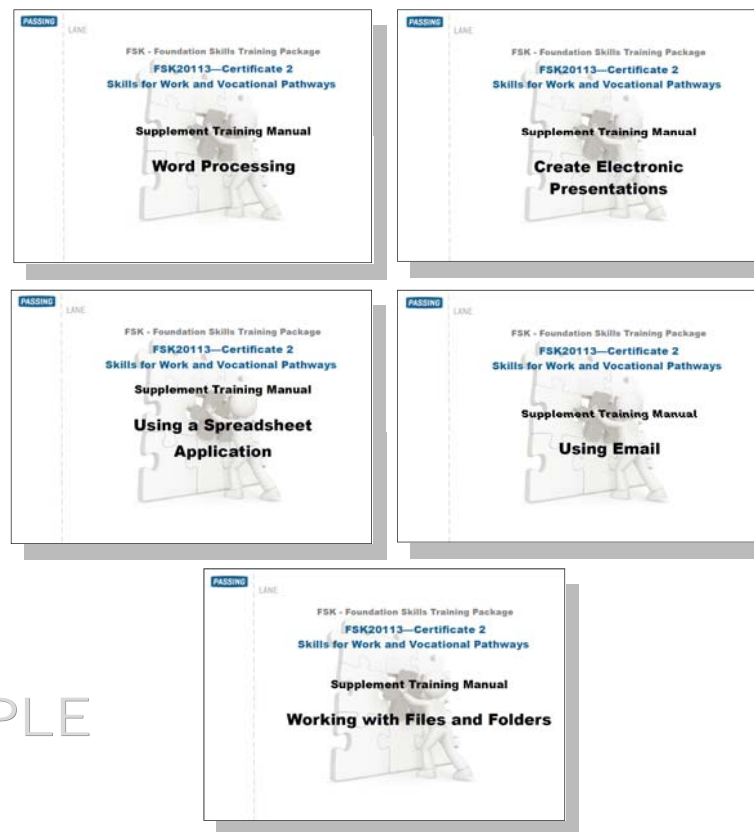 PASSING
LANE
FSK - Foundation Skills Training Package
FSK20113—Certificate 2
Skills for Work and Vocational Pathways
Supplement Training Manual
Word Processing
PASSING
LANE
FSK - Foundation Skills Training Package
FSK20113—Certificate 2
Skills for Work and Vocational Pathways
Supplement Training Manual
Create Electronic
Presentations
PASSING
LANE
FSK - Foundation Skills Training Package
FSK20113—Certificate 2
Skills for Work and Vocational Pathways
Supplement Training Manual
Using a Spreadsheet
Application
PASSING
LANE
FSK - Foundation Skills Training Package
FSK20113—Certificate 2
Skills for Work and Vocational Pathways
Supplement Training Manual
Using Email
PASSING
LANE
FSK - Foundation Skills Training Package
FSK20113—Certificate 2
Skills for Work and Vocational Pathways
Supplement Training Manual
Working with Files and Folders
PLE